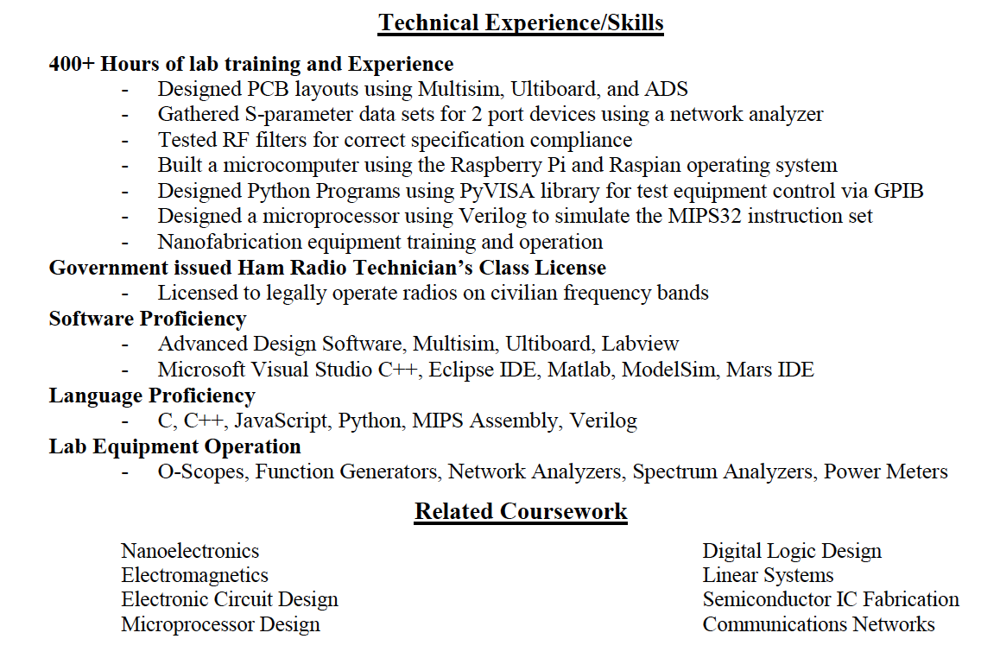 Technical Experience/Skills
400+ Hours of lab training and Experience
- Designed PCB layouts using Multisim, Ultiboard, and ADS
- Gathered S-parameter data sets for 2 port devices using a network analyzer
- Tested RF filters for correct specification compliance
- Built a microcomputer using the Raspberry Pi and Raspian operating system
- Designed Python Programs using PyVISA library for test equipment control via GPIB
- Designed a microprocessor using Verilog to simulate the MIPS32 instruction set
- Nanofabrication equipment training and operation
Government issued Ham Radio Technician’s Class License
- Licensed to legally operate radios on civilian frequency bands
Software Proficiency
- Advanced Design Software, Multisim, Ultiboard, Labview
- Microsoft Visual Studio C++, Eclipse IDE, Matlab, ModelSim, Mars IDE
Language Proficiency
- C, C++, JavaScript, Python, MIPS Assembly, Verilog
Lab Equipment Operation
- O-Scopes, Function Generators, Network Analyzers, Spectrum Analyzers, Power Meters
Related Coursework
Nanoelectronics
Electromagnetics
Electronic Circuit Design
Microprocessor Design
Digital Logic Design
Linear Systems
Semiconductor IC Fabrication
Communications Networks